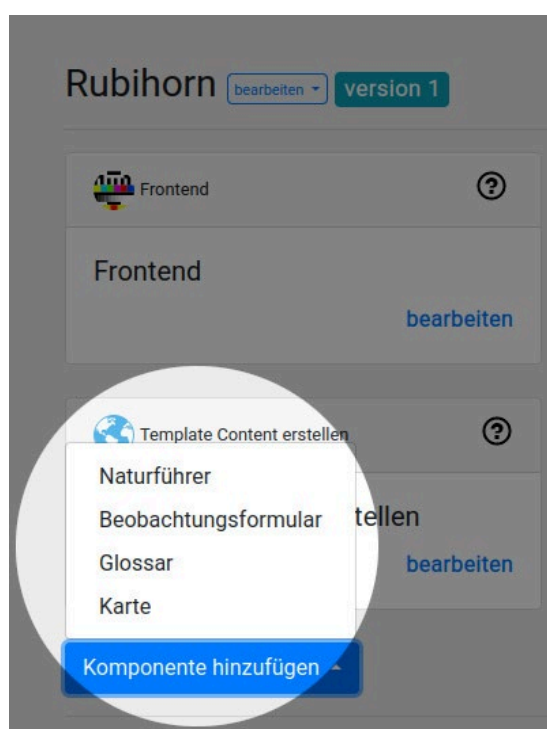 Rubihorn bearbeiten version 1
Frontend
Frontend
bearbeiten
Template Content erstellen
Naturführer
Beobachtungsformular tellen
Glossar bearbeiten
Karte
Komponente hinzufügen